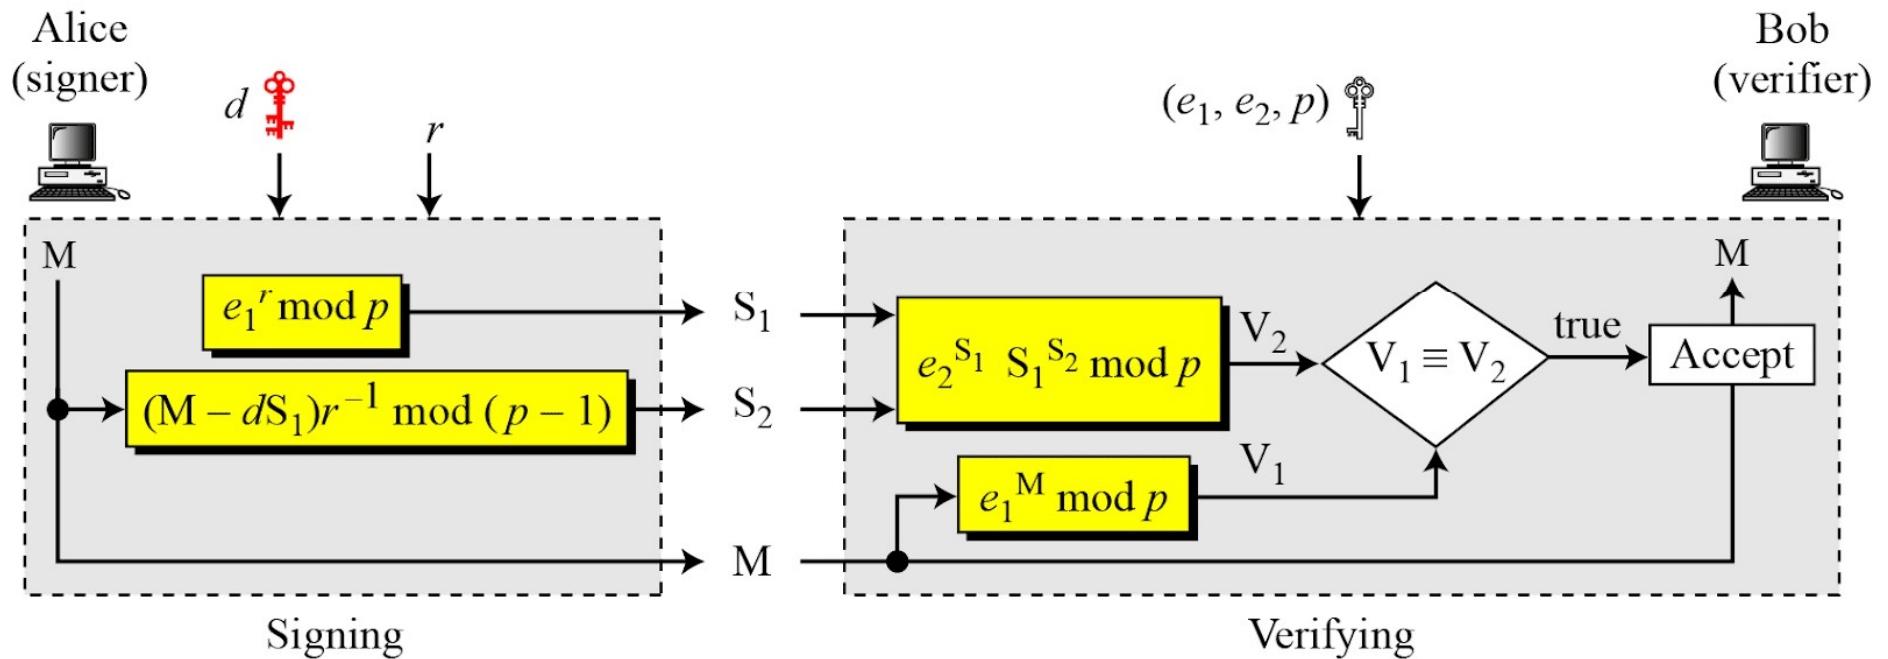 Alice
(signer)
d
r
(e₁, e₂, p)
Bob
(verifier)
M
e₁ʳ mod p
(M – dS₁)r⁻¹ mod (p – 1)
S₁
S₂
M
e₂^S₁ S₁^S₂ mod p
V₂
e₁^M mod p
V₁
V₁ ≡ V₂
true
Accept
M
Signing
Verifying